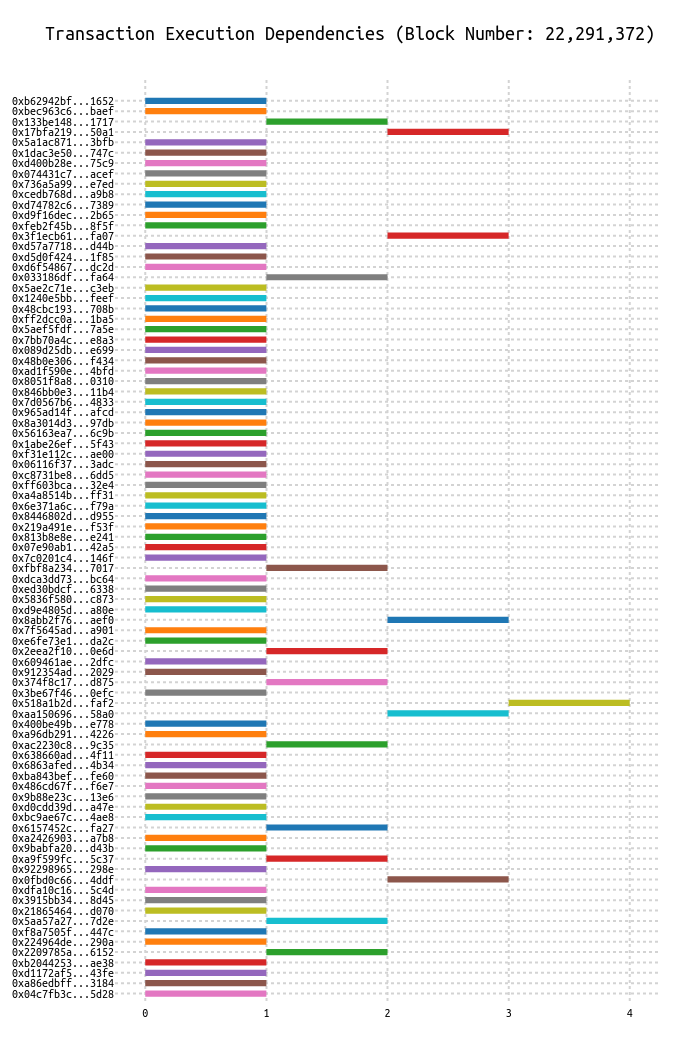 Transaction Execution Dependencies (Block Number: 22,291,372)
0xb62942bf...1652
0xbec963c6...baef
0x133be148...1717
0x17bfa219...50a1
0x5a1ac871...3bfb
0x1dac3e50...747c
0xd400b28e...75c9
0x074431c7...acef
0x736a5a99...e7ed
0xcedb768d...a9b8
0xd74782c6...7389
0xd9f16dec...2b65
0xfeb2f45b...8f5f
0x3f1ecb61...fa07
0xd57a7718...d44b
0xd5d0f424...1f85
0xd6f54867...dc2d
0x033186df...fa64
0x5ae2c71e...c3eb
0x1240e5bb...feef
0x48cbc193...708b
0xff2dcc0a...1ba5
0x5aef5fdf...7a5e
0x7bb70a4c...e8a3
0x089d25db...e699
0x48b0e306...f434
0xad1f590e...4bfd
0x8051f8a8...0310
0x846bb0e3...11b4
0x7d0567b6...4833
0x965ad14f...afcd
0x8a3014d3...97db
0x56163ea7...6c9b
0x1abe26ef...5f43
0xf31e112c...ae00
0x06116f37...3adc
0xc8731be8...6dd5
0xff603bca...32e4
0xa4a8514b...ff31
0x6e371a6c...f79a
0x8446802d...d955
0x219a491e...f53f
0x813b8e8e...e241
0x07e90ab1...42a5
0x7c0201c4...146f
0xfbf8a234...7017
0xdca3dd73...bc64
0xed30bdcf...6338
0x5836f580...c873
0xd9e4805d...a80e
0x8abb2f76...aef0
0x7f5645ad...a901
0xe6fe73e1...da2c
0x2eea2f10...0e6d
0x609461ae...2dfc
0x912354ad...2029
0x374f8c17...d875
0x3be67f46...0efc
0x518a1b2d...faf2
0xaa150696...58a0
0x400be49b...e778
0xa96db291...4226
0xac2230c8...9c35
0x638660ad...4f11
0x6863afed...4b34
0xba843bef...fe60
0x486cd67f...f6e7
0x9b88e23c...13e6
0xd0cdd39d...a47e
0xbc9ae67c...4ae8
0x6157452c...fa27
0xa2426903...a7b8
0x9babfa20...d43b
0xa9f599fc...5c37
0x92298965...298e
0x0fbd0c66...4ddf
0xdfa10c16...5c4d
0x3915bb34...8d45
0x21865464...d070
0x5aa57a27...7d2e
0xf8a7505f...447c
0x224964de...290a
0x2209785a...6152
0xb2044253...ae38
0xd1172af5...43fe
0xa86edbff...3184
0x04c7fb3c...5d28
0 1 2 3 4